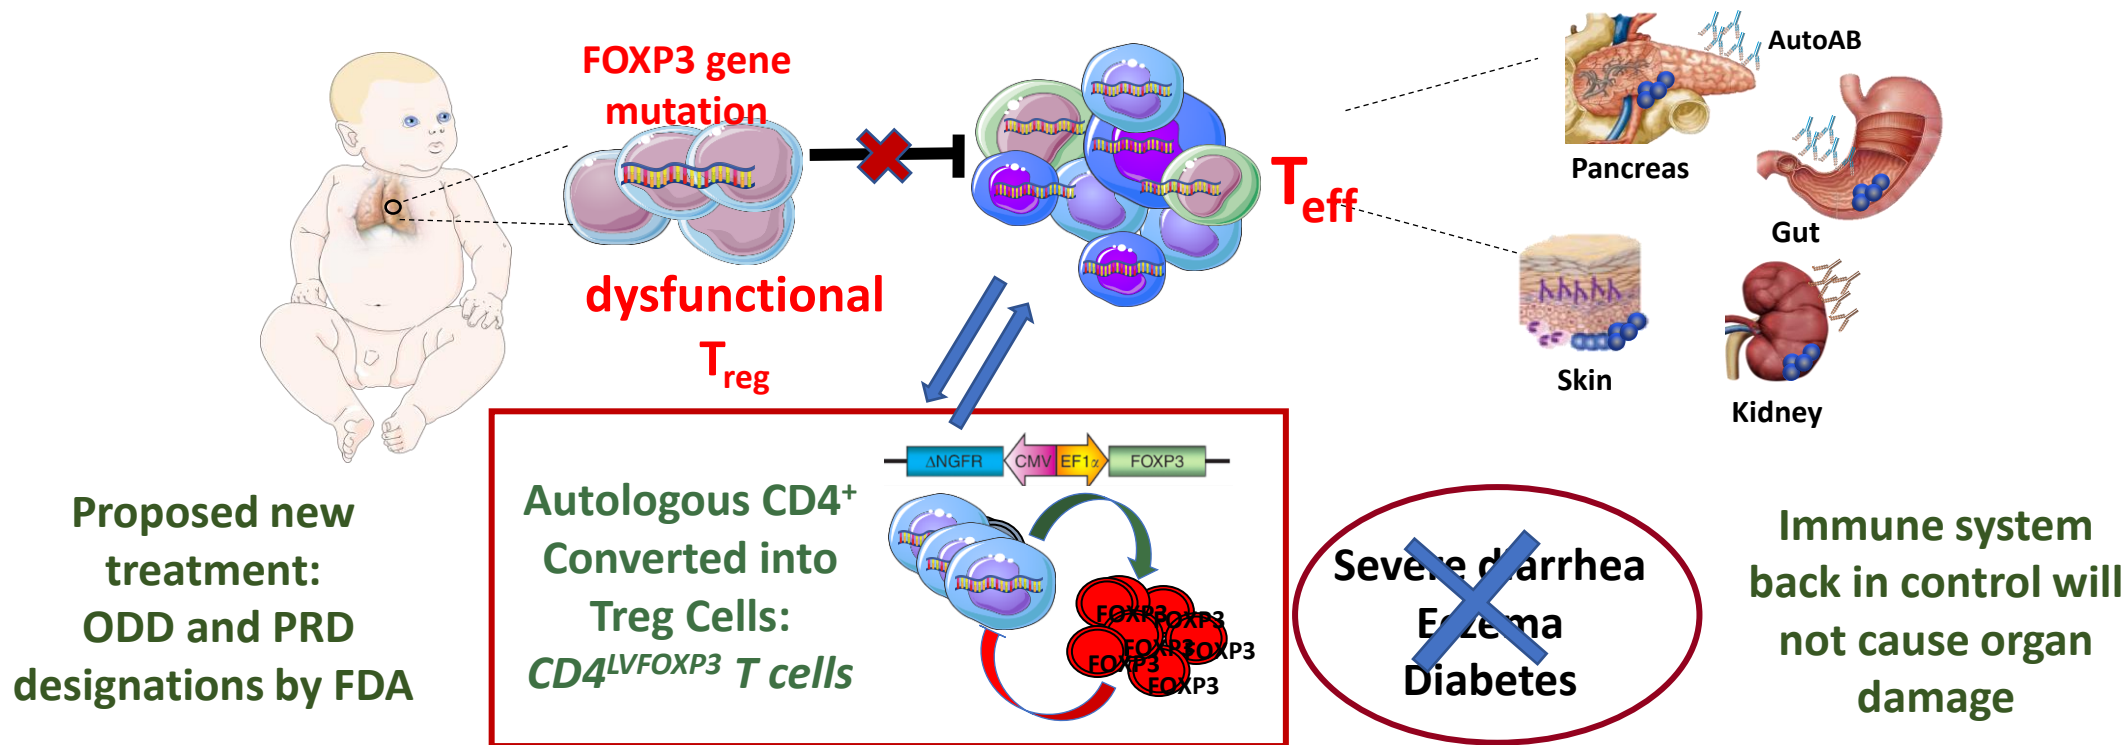 FOXP3 gene
mutation
dysfunctional
Treg
Teff
AutoAB
Pancreas
Gut
Skin
Kidney
Proposed new
treatment:
ODD and PRD
designations by FDA
Autologous CD4⁺
Converted into
Treg Cells:
CD4ᴸⱽᶠᴼˣᴾ³ T cells
ΔNGFR CMV EF1α FOXP3
FOXP3
FOXP3
FOXP3
FOXP3
FOXP3
FOXP3
Severe diarrhea
Eczema
Diabetes
Immune system
back in control will
not cause organ
damage